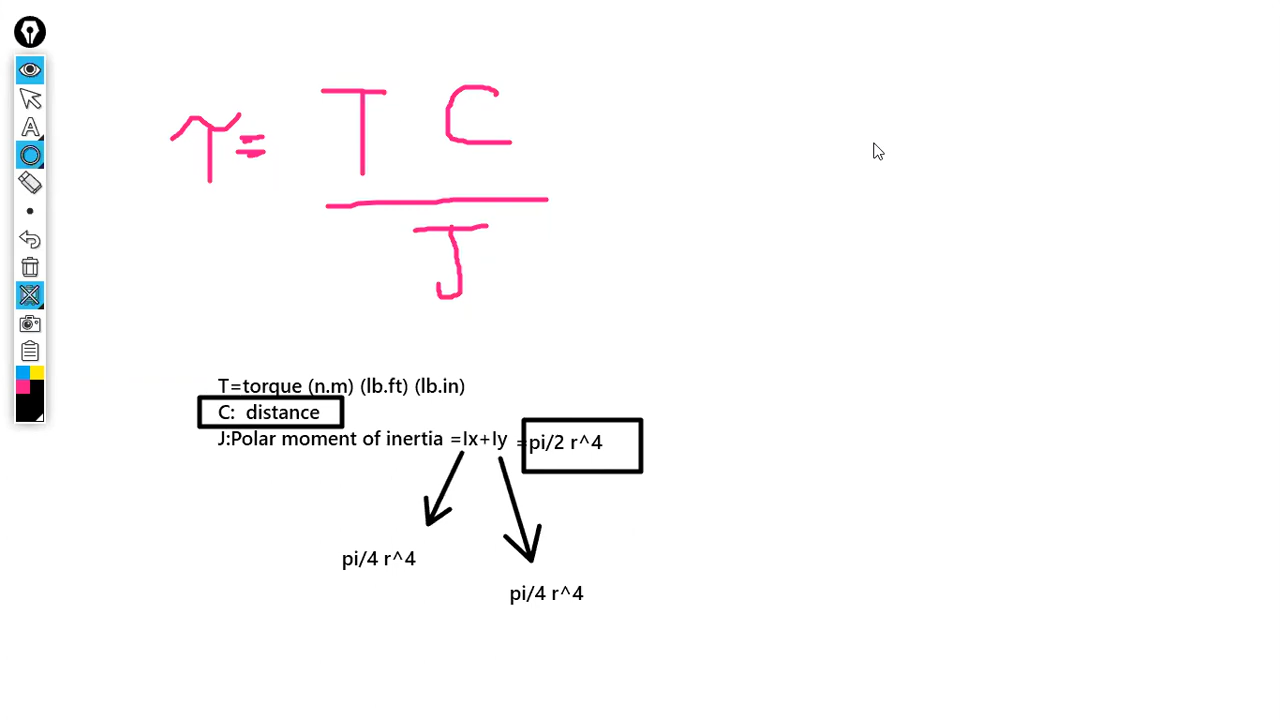 τ= T C
J
T=torque (n.m) (lb.ft) (lb.in)
C: distance
J:Polar moment of inertia =Ix+Iy =pi/2 r^4
pi/4 r^4
pi/4 r^4